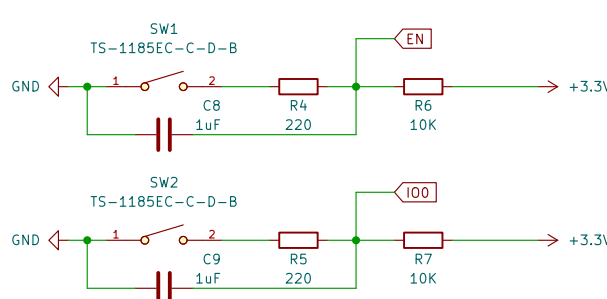 SW1
TS-1185EC-C-D-B
EN
GND
1
2
+3.3V
C8
R4
R6
1uF
220
10K
SW2
TS-1185EC-C-D-B
IO0
GND
1
2
+3.3V
C9
R5
R7
1uF
220
10K